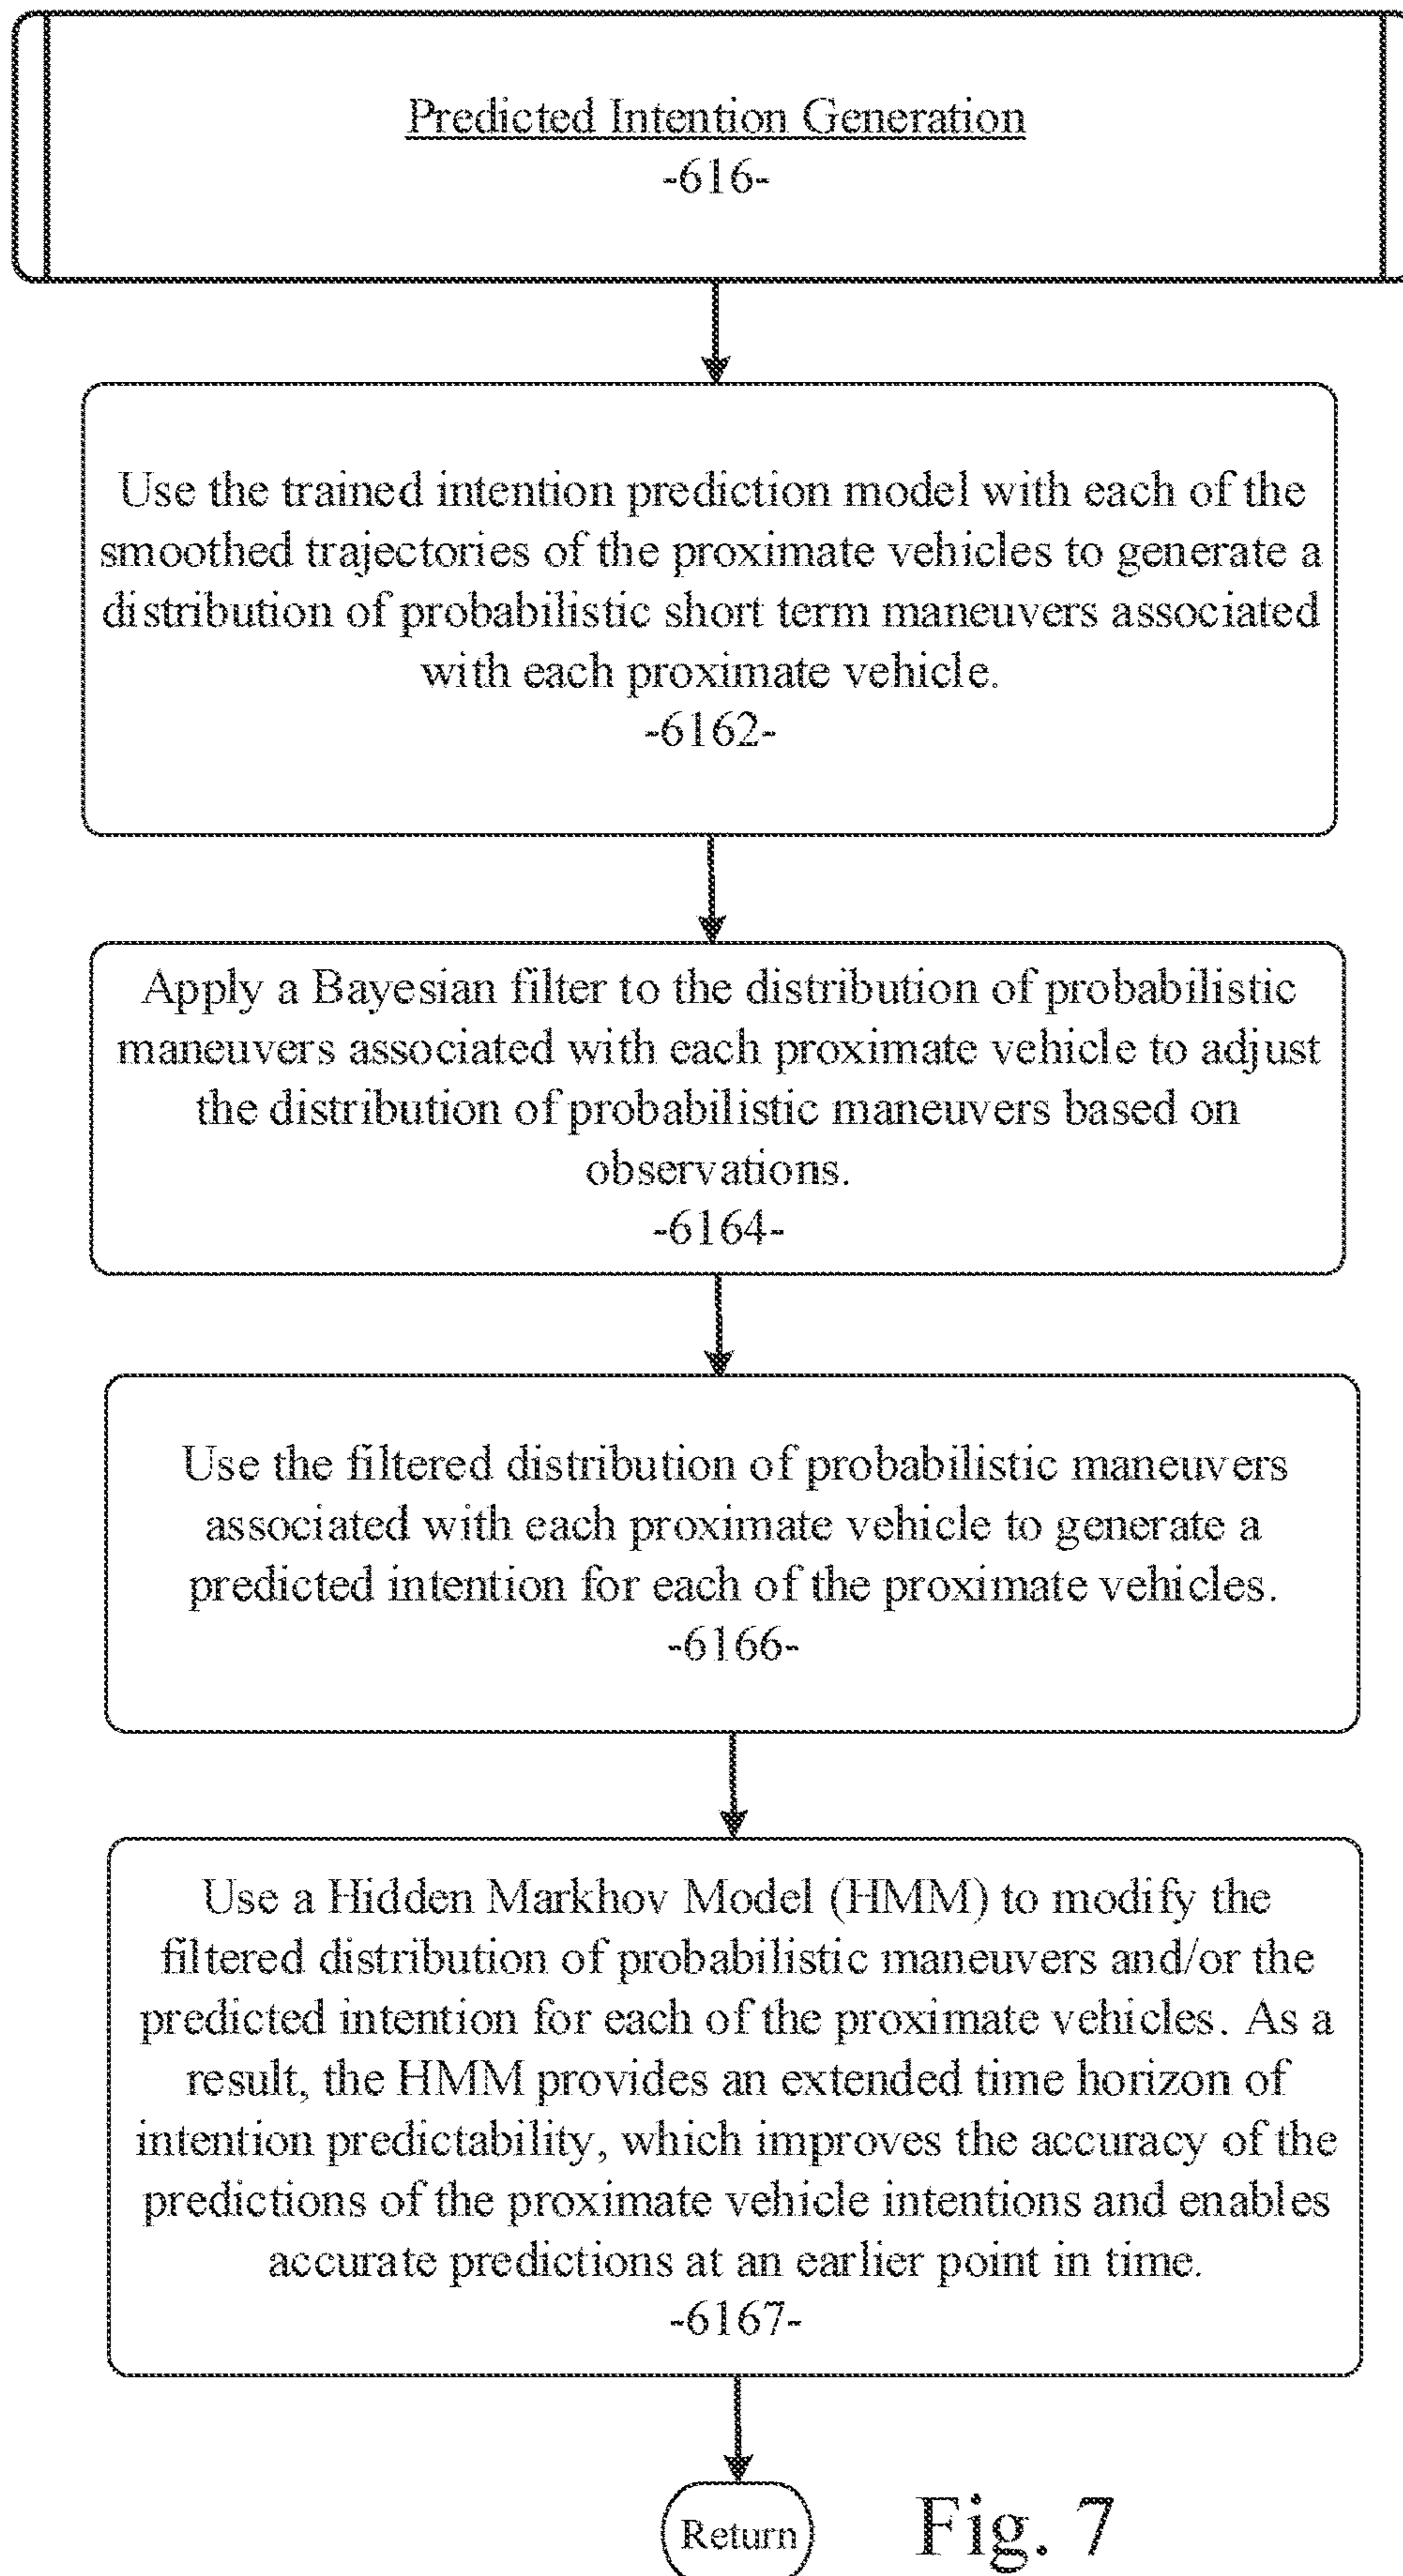 Predicted Intention Generation
-616-
Use the trained intention prediction model with each of the
smoothed trajectories of the proximate vehicles to generate a
distribution of probabilistic short term maneuvers associated
with each proximate vehicle.
-6162-
Apply a Bayesian filter to the distribution of probabilistic
maneuvers associated with each proximate vehicle to adjust
the distribution of probabilistic maneuvers based on
observations.
-6164-
Use the filtered distribution of probabilistic maneuvers
associated with each proximate vehicle to generate a
predicted intention for each of the proximate vehicles.
-6166-
Use a Hidden Markhov Model (HMM) to modify the
filtered distribution of probabilistic maneuvers and/or the
predicted intention for each of the proximate vehicles. As a
result, the HMM provides an extended time horizon of
intention predictability, which improves the accuracy of the
predictions of the proximate vehicle intentions and enables
accurate predictions at an earlier point in time.
-6167-
Return
Fig. 7